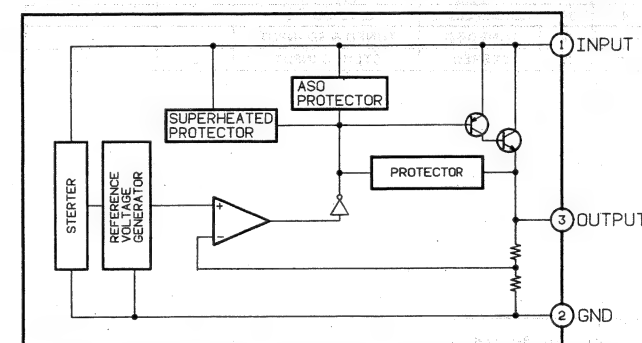 1 INPUT
ASO
PROTECTOR
SUPERHEATED
PROTECTOR
PROTECTOR
STERTER
REFERENCE
VOLTAGE
GENERATOR
+
−
3 OUTPUT
2 GND